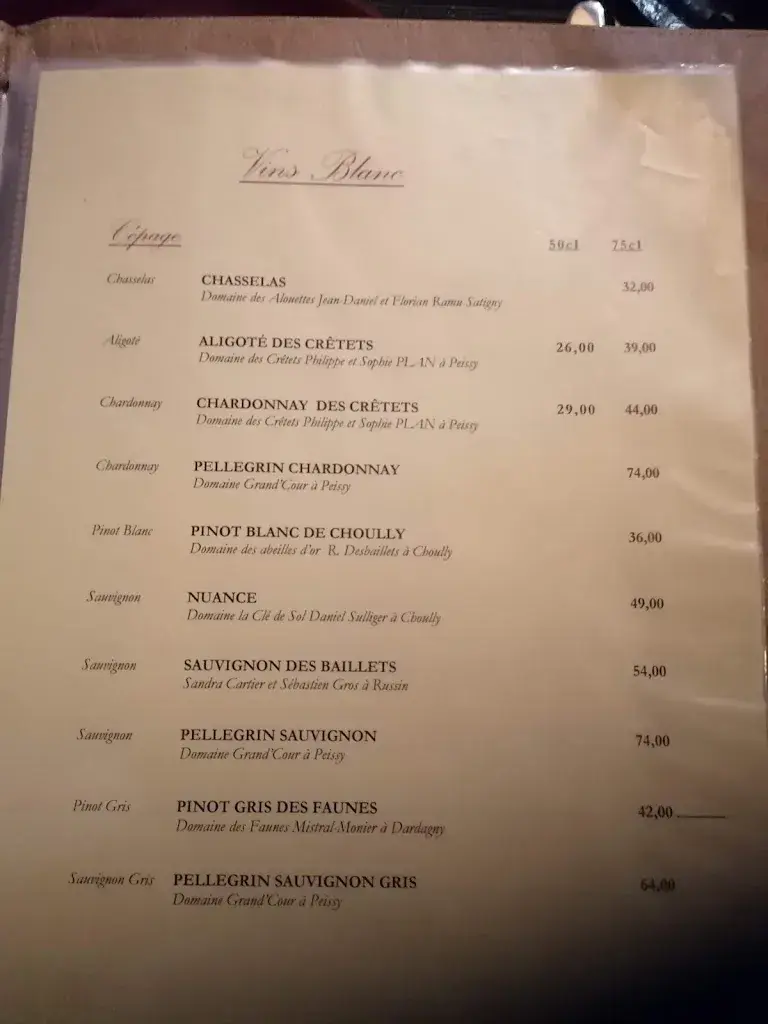 Vins Blanc
Cépage 50cl 75cl
Chasselas CHASSELAS 32,00
Domaine des Alouettes Jean-Daniel et Florian Ramu Satigny
Aligoté ALIGOTÉ DES CRÊTETS 26,00 39,00
Domaine des Crêtets Philippe et Sophie PLAN à Peissy
Chardonnay CHARDONNAY DES CRÊTETS 29,00 44,00
Domaine des Crêtets Philippe et Sophie PLAN à Peissy
Chardonnay PELLEGRIN CHARDONNAY 74,00
Domaine Grand'Cour à Peissy
Pinot Blanc PINOT BLANC DE CHOULLY 36,00
Domaine des abeilles d'or R. Desbaillets à Choully
Sauvignon NUANCE 49,00
Domaine la Clé de Sol Daniel Sulliger à Choully
Sauvignon SAUVIGNON DES BAILLETS 54,00
Sandra Cartier et Sébastien Gros à Russin
Sauvignon PELLEGRIN SAUVIGNON 74,00
Domaine Grand'Cour à Peissy
Pinot Gris PINOT GRIS DES FAUNES 42,00
Domaine des Faunes Mistral-Monier à Dardagny
Sauvignon Gris PELLEGRIN SAUVIGNON GRIS 64,00
Domaine Grand'Cour à Peissy